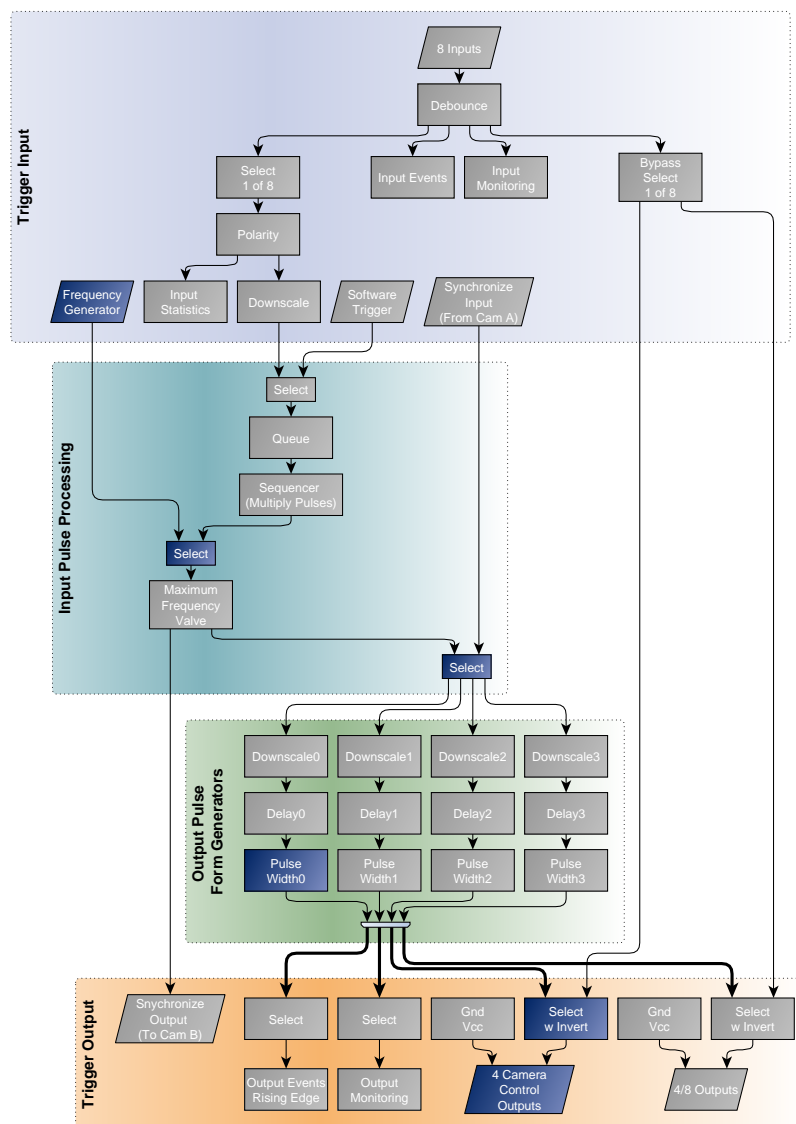 Trigger Input
8 Inputs
Debounce
Select
1 of 8
Input Events
Input
Monitoring
Bypass
Select
1 of 8
Polarity
Frequency
Generator
Input
Statistics
Downscale
Software
Trigger
Synchronize
Input
(From Cam A)
Input Pulse Processing
Select
Queue
Sequencer
(Multiply Pulses)
Select
Maximum
Frequency
Valve
Select
Output Pulse
Form Generators
Downscale0
Downscale1
Downscale2
Downscale3
Delay0
Delay1
Delay2
Delay3
Pulse
Width0
Pulse
Width1
Pulse
Width2
Pulse
Width3
Trigger Output
Snychronize
Output
(To Cam B)
Select
Select
Gnd
Vcc
Select
w Invert
Gnd
Vcc
Select
w Invert
Output Events
Rising Edge
Output
Monitoring
4 Camera
Control
Outputs
4/8 Outputs